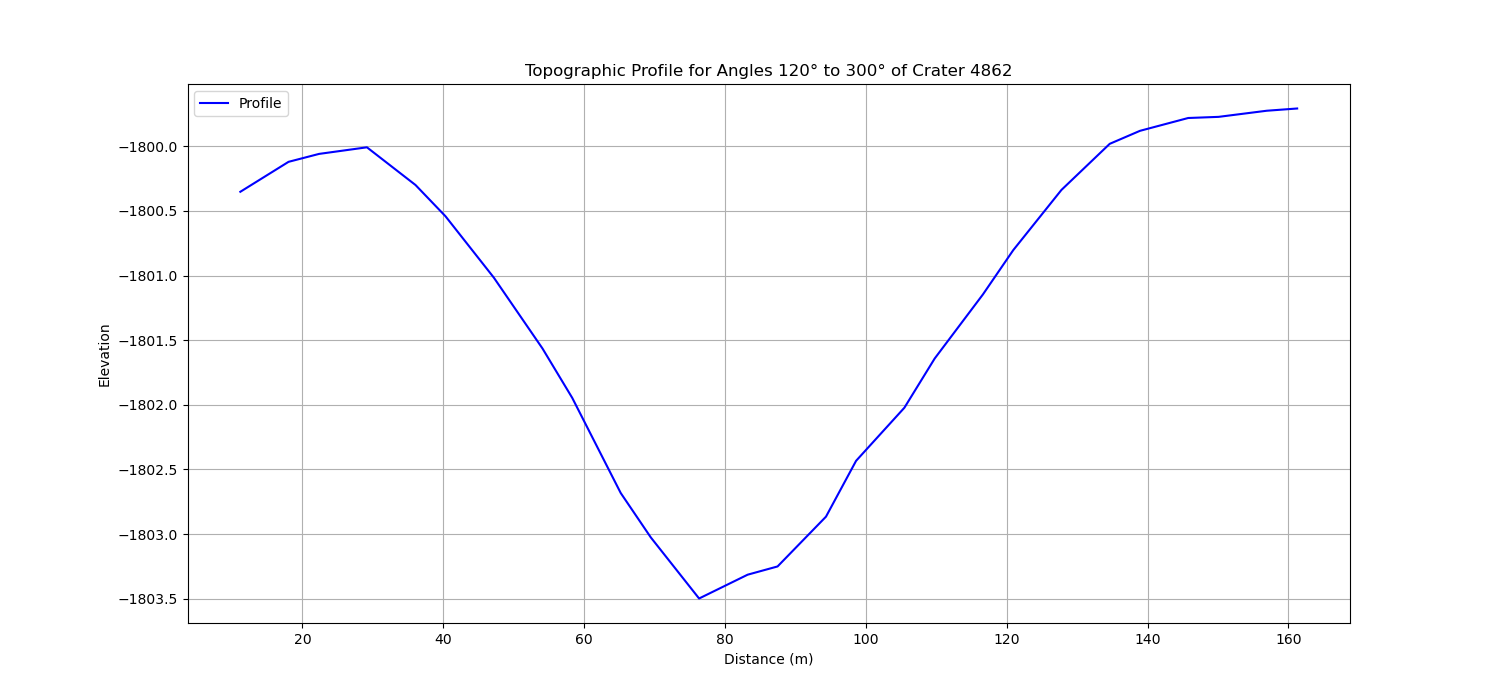 Topographic Profile for Angles 120° to 300° of Crater 4862
Profile
−1800.0
−1800.5
−1801.0
−1801.5
−1802.0
−1802.5
−1803.0
−1803.5
Elevation
20 40 60 80 100 120 140 160
Distance (m)